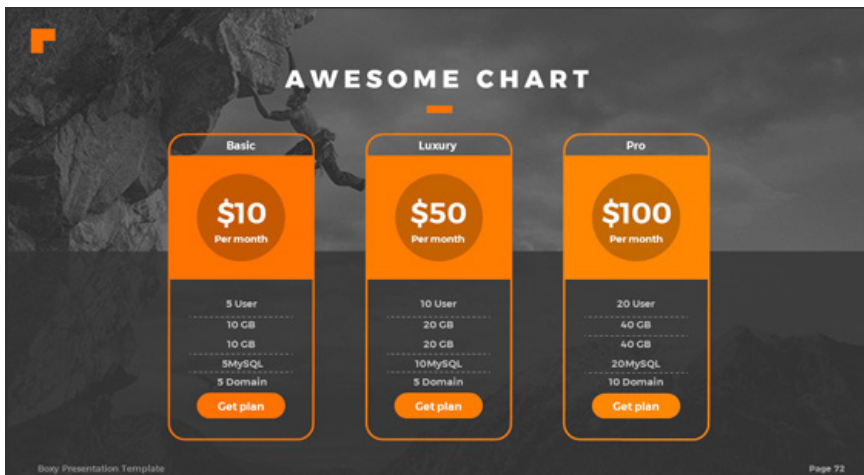 AWESOME CHART
Basic
$10
Per month
5 User
10 GB
10 GB
5MySQL
5 Domain
Get plan
Luxury
$50
Per month
10 User
20 GB
20 GB
10MySQL
5 Domain
Get plan
Pro
$100
Per month
20 User
40 GB
40 GB
20MySQL
10 Domain
Get plan
Boxy Presentation Template
Page 72